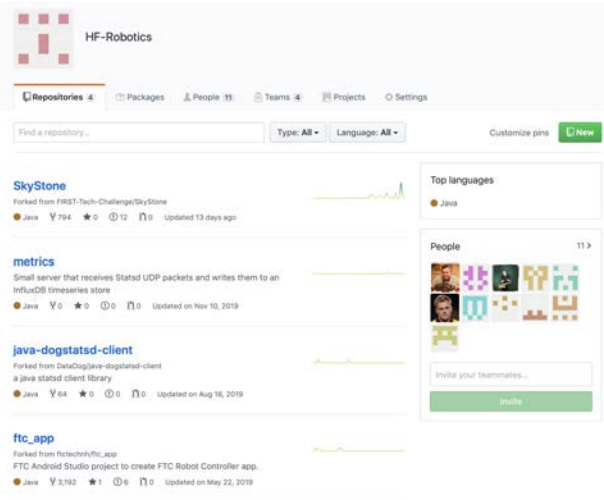 HF-Robotics
Repositories 4 Packages People 11 Teams 4 Projects Settings
Find a repository... Type: All Language: All Customize pins New
SkyStone
Forked from FIRST-Tech-Challenge/SkyStone
Java 794 0 12 0 Updated 13 days ago
metrics
Small server that receives Statsd UDP packets and writes them to an
InfluxDB timeseries store
Java 0 0 0 0 Updated on Nov 10, 2019
java-dogstatsd-client
Forked from DataDog/java-dogstatsd-client
a java statsd client library
Java 64 0 0 0 Updated on Aug 16, 2019
ftc_app
Forked from ftctechnh/ftc_app
FTC Android Studio project to create FTC Robot Controller app.
Java 3,192 1 6 0 Updated on May 22, 2019
Top languages
Java
People 11
Invite your teammates...
Invite